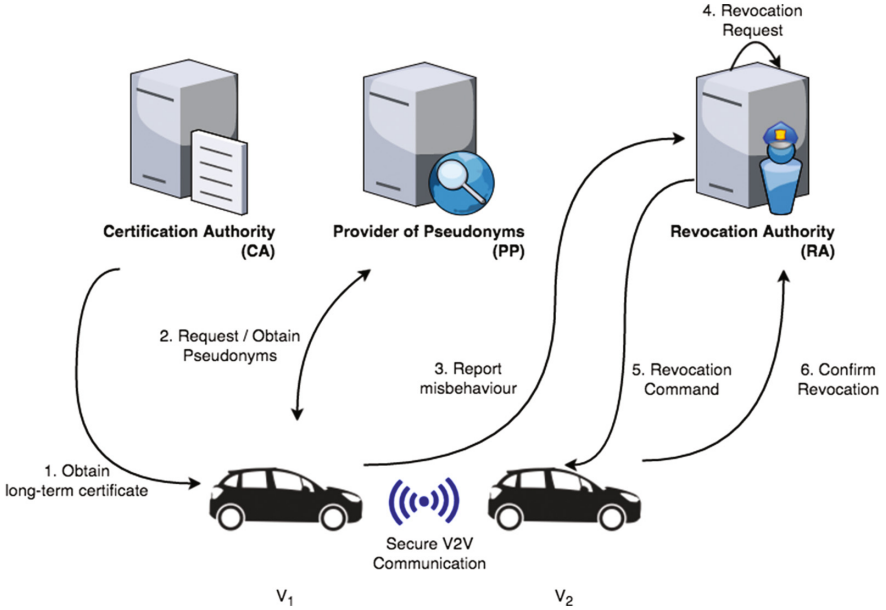 4. Revocation
Request
Certification Authority
(CA)
Provider of Pseudonyms
(PP)
Revocation Authority
(RA)
2. Request / Obtain
Pseudonyms
3. Report
misbehaviour
5. Revocation
Command
6. Confirm
Revocation
1. Obtain
long-term certificate
Secure V2V
Communication
V1
V2